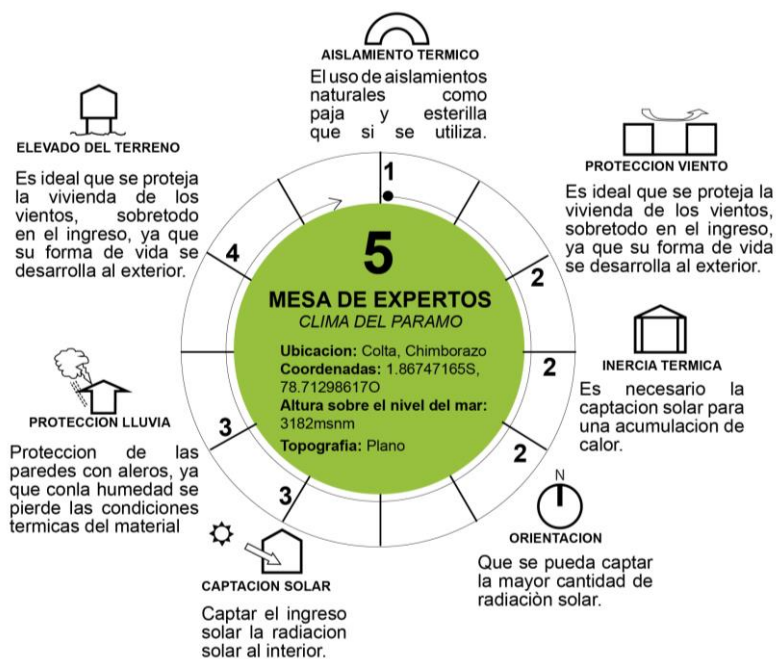 AISLAMIENTO TERMICO
El uso de aislamientos
naturales como
paja y esterilla
que si se utiliza.
PROTECCION VIENTO
Es ideal que se proteja la
vivienda de los vientos,
sobretodo en el ingreso,
ya que su forma de vida
se desarrolla al exterior.
INERCIA TERMICA
Es necesario la
captacion solar para
una acumulacion de
calor.
N
ORIENTACION
Que se pueda captar
la mayor cantidad de
radiaciòn solar.
CAPTACION SOLAR
Captar el ingreso
solar la radiacion
solar al interior.
PROTECCION LLUVIA
Proteccion de las
paredes con aleros, ya
que conla humedad se
pierde las condiciones
termicas del material
ELEVADO DEL TERRENO
Es ideal que se proteja
la vivienda de los
vientos, sobretodo
en el ingreso, ya que
su forma de vida se
desarrolla al exterior.
1
2
2
2
3
3
4
5
MESA DE EXPERTOS
CLIMA DEL PARAMO
Ubicacion: Colta, Chimborazo
Coordenadas: 1.86747165S,
78.71298617O
Altura sobre el nivel del mar:
3182msnm
Topografia: Plano